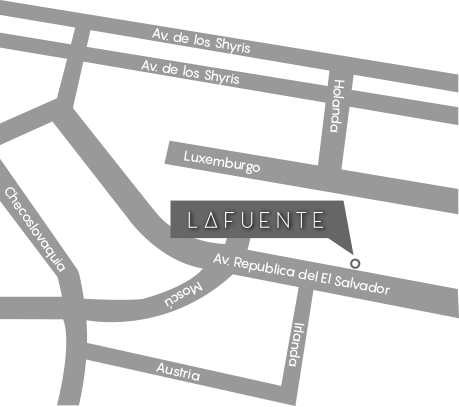 Av. de los Shyris
Av. de los Shyris
Holanda
Luxemburgo
Checoslovaquia
LAFUENTE
Av. Republica del El Salvador
Moscú
Irlanda
Austria